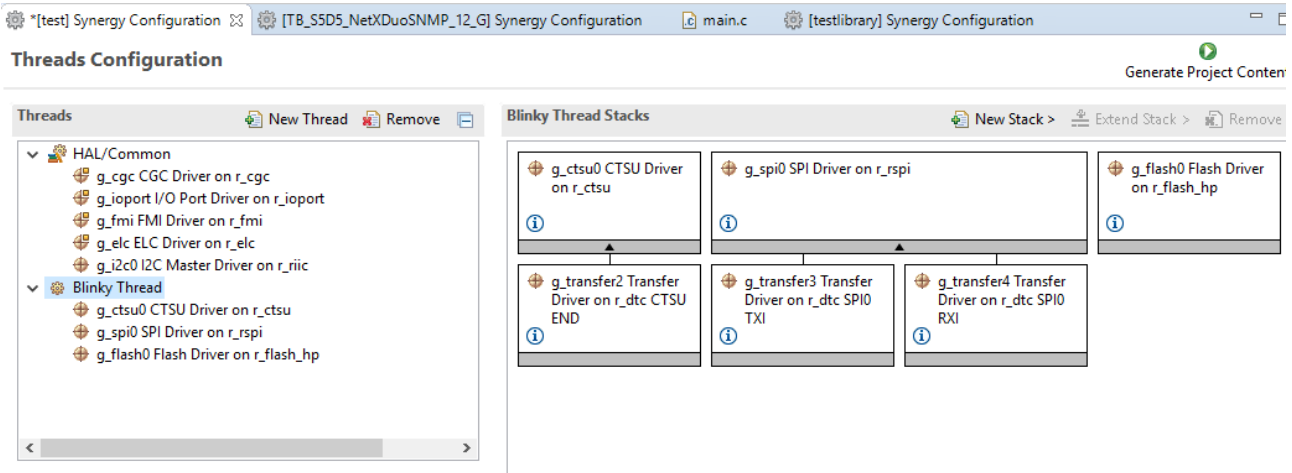 *[test] Synergy Configuration
[TB_S5D5_NetXDuoSNMP_12_G] Synergy Configuration
main.c
[testlibrary] Synergy Configuration
Threads Configuration
Generate Project Conten
Threads
New Thread
Remove
HAL/Common
g_cgc CGC Driver on r_cgc
g_ioport I/O Port Driver on r_ioport
g_fmi FMI Driver on r_fmi
g_elc ELC Driver on r_elc
g_i2c0 I2C Master Driver on r_riic
Blinky Thread
g_ctsu0 CTSU Driver on r_ctsu
g_spi0 SPI Driver on r_rspi
g_flash0 Flash Driver on r_flash_hp
Blinky Thread Stacks
New Stack >
Extend Stack >
Remove
g_ctsu0 CTSU Driver
on r_ctsu
g_spi0 SPI Driver on r_rspi
g_flash0 Flash Driver
on r_flash_hp
g_transfer2 Transfer
Driver on r_dtc CTSU
END
g_transfer3 Transfer
Driver on r_dtc SPI0
TXI
g_transfer4 Transfer
Driver on r_dtc SPI0
RXI